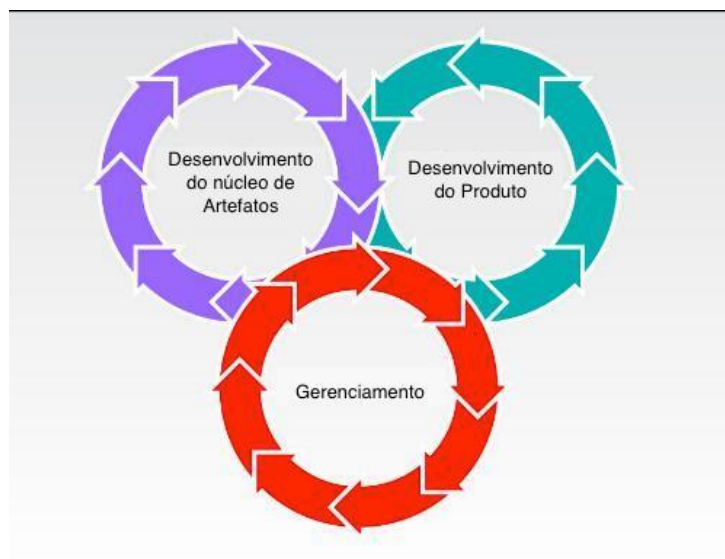 Desenvolvimento
do núcleo de
Artefatos
Desenvolvimento
do Produto
Gerenciamento